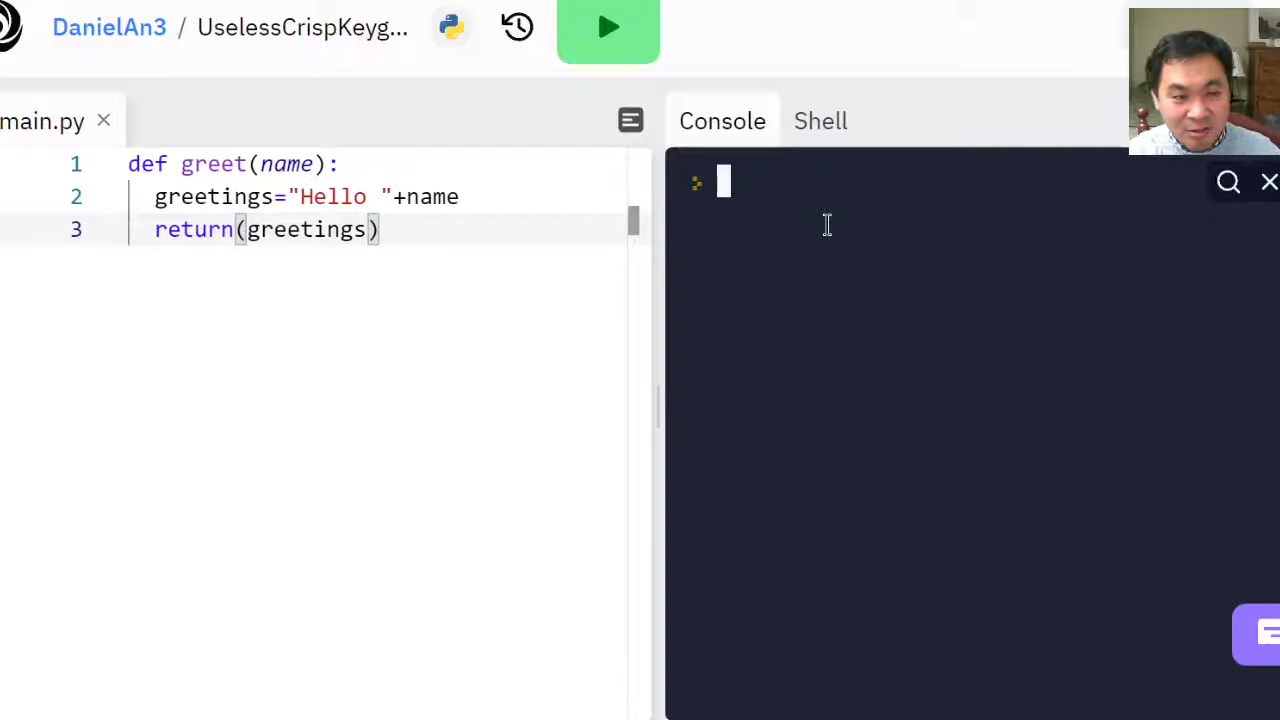 DanielAn3 / UselessCrispKeyg...
main.py
Console Shell
1 def greet(name):
2 greetings="Hello "+name
3 return(greetings)